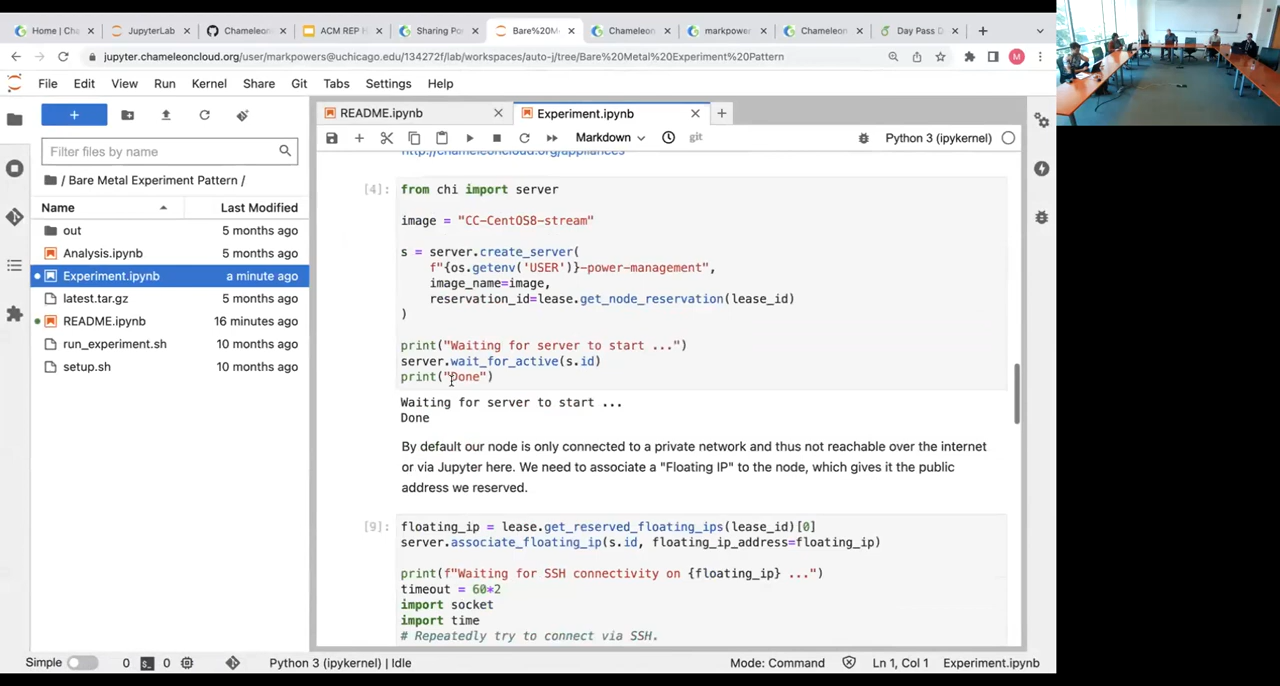 Home | Cha
JupyterLab
Chameleon
ACM REP H
Sharing Po
Bare%20M
Chameleon
markpower
Chameleon
Day Pass D
jupyter.chameleoncloud.org/user/markpowers@uchicago.edu/134272f/lab/workspaces/auto-j/tree/Bare%20Metal%20Experiment%20Pattern
M
File Edit View Run Kernel Share Git Tabs Settings Help
README.ipynb
Experiment.ipynb
Markdown
git
Python 3 (ipykernel)
Filter files by name
/ Bare Metal Experiment Pattern /
Name Last Modified
out 5 months ago
Analysis.ipynb 5 months ago
Experiment.ipynb a minute ago
latest.tar.gz 5 months ago
README.ipynb 16 minutes ago
run_experiment.sh 10 months ago
setup.sh 10 months ago
http://chameleoncloud.org/appliances
[4]: from chi import server
image = "CC-CentOS8-stream"
s = server.create_server(
f"{os.getenv('USER')}-power-management",
image_name=image,
reservation_id=lease.get_node_reservation(lease_id)
)
print("Waiting for server to start ...")
server.wait_for_active(s.id)
print("Done")
Waiting for server to start ...
Done
By default our node is only connected to a private network and thus not reachable over the internet
or via Jupyter here. We need to associate a "Floating IP" to the node, which gives it the public
address we reserved.
[9]: floating_ip = lease.get_reserved_floating_ips(lease_id)[0]
server.associate_floating_ip(s.id, floating_ip_address=floating_ip)
print(f"Waiting for SSH connectivity on {floating_ip} ...")
timeout = 60*2
import socket
import time
# Repeatedly try to connect via SSH.
Simple 0 0 Python 3 (ipykernel) | Idle Mode: Command Ln 1, Col 1 Experiment.ipynb